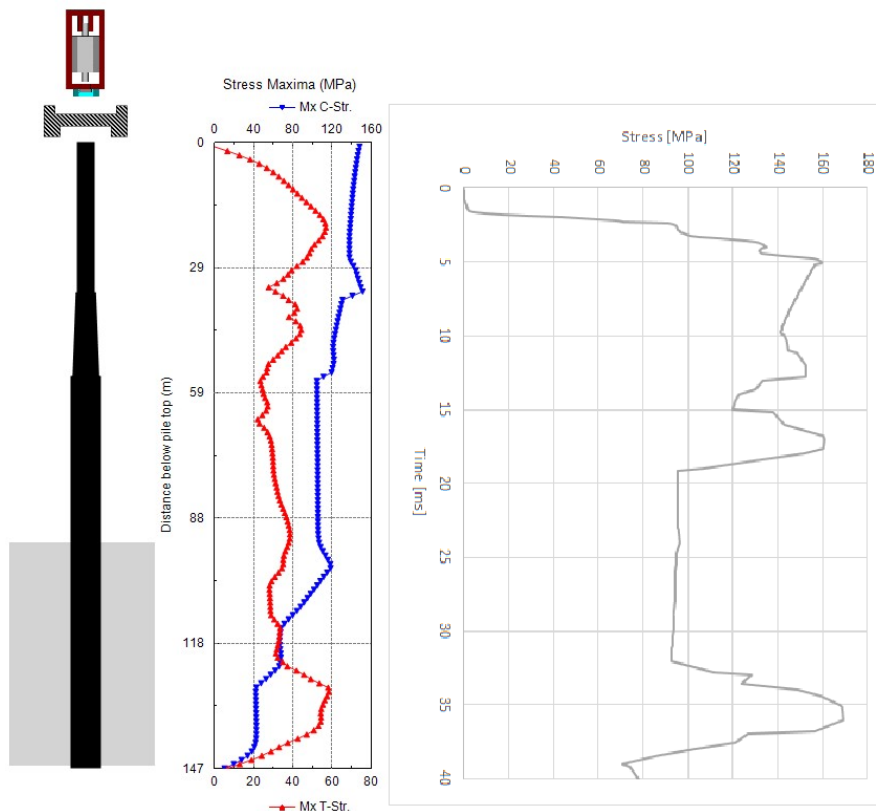 Stress Maxima (MPa)
Mx C-Str.
0 40 80 120 160
0
29
59
88
118
147
Distance below pile top (m)
0 20 40 60 80
Mx T-Str.
Stress [MPa]
0 20 40 60 80 100 120 140 160 180
0
5
10
15
20
25
30
35
40
Time [ms]